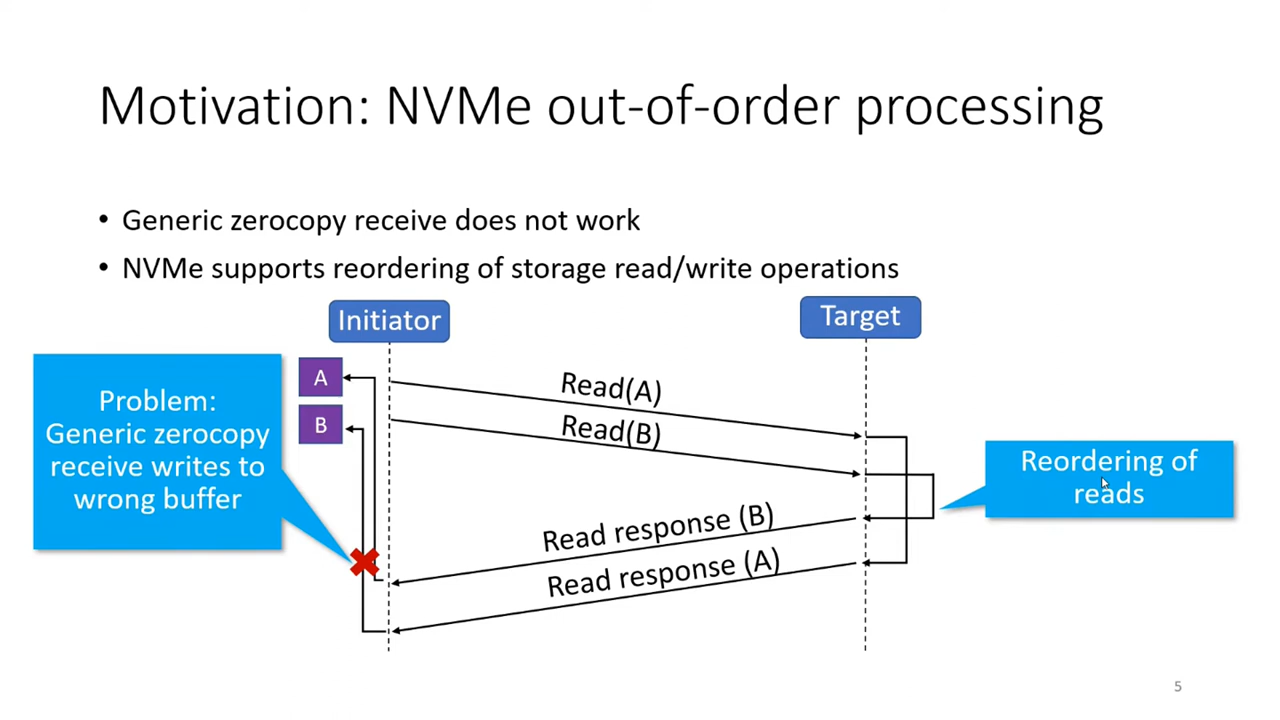 Motivation: NVMe out-of-order processing
• Generic zerocopy receive does not work
• NVMe supports reordering of storage read/write operations
Initiator
Target
Problem:
Generic zerocopy
receive writes to
wrong buffer
A
B
Read(A)
Read(B)
Reordering of
reads
Read response (B)
Read response (A)
5